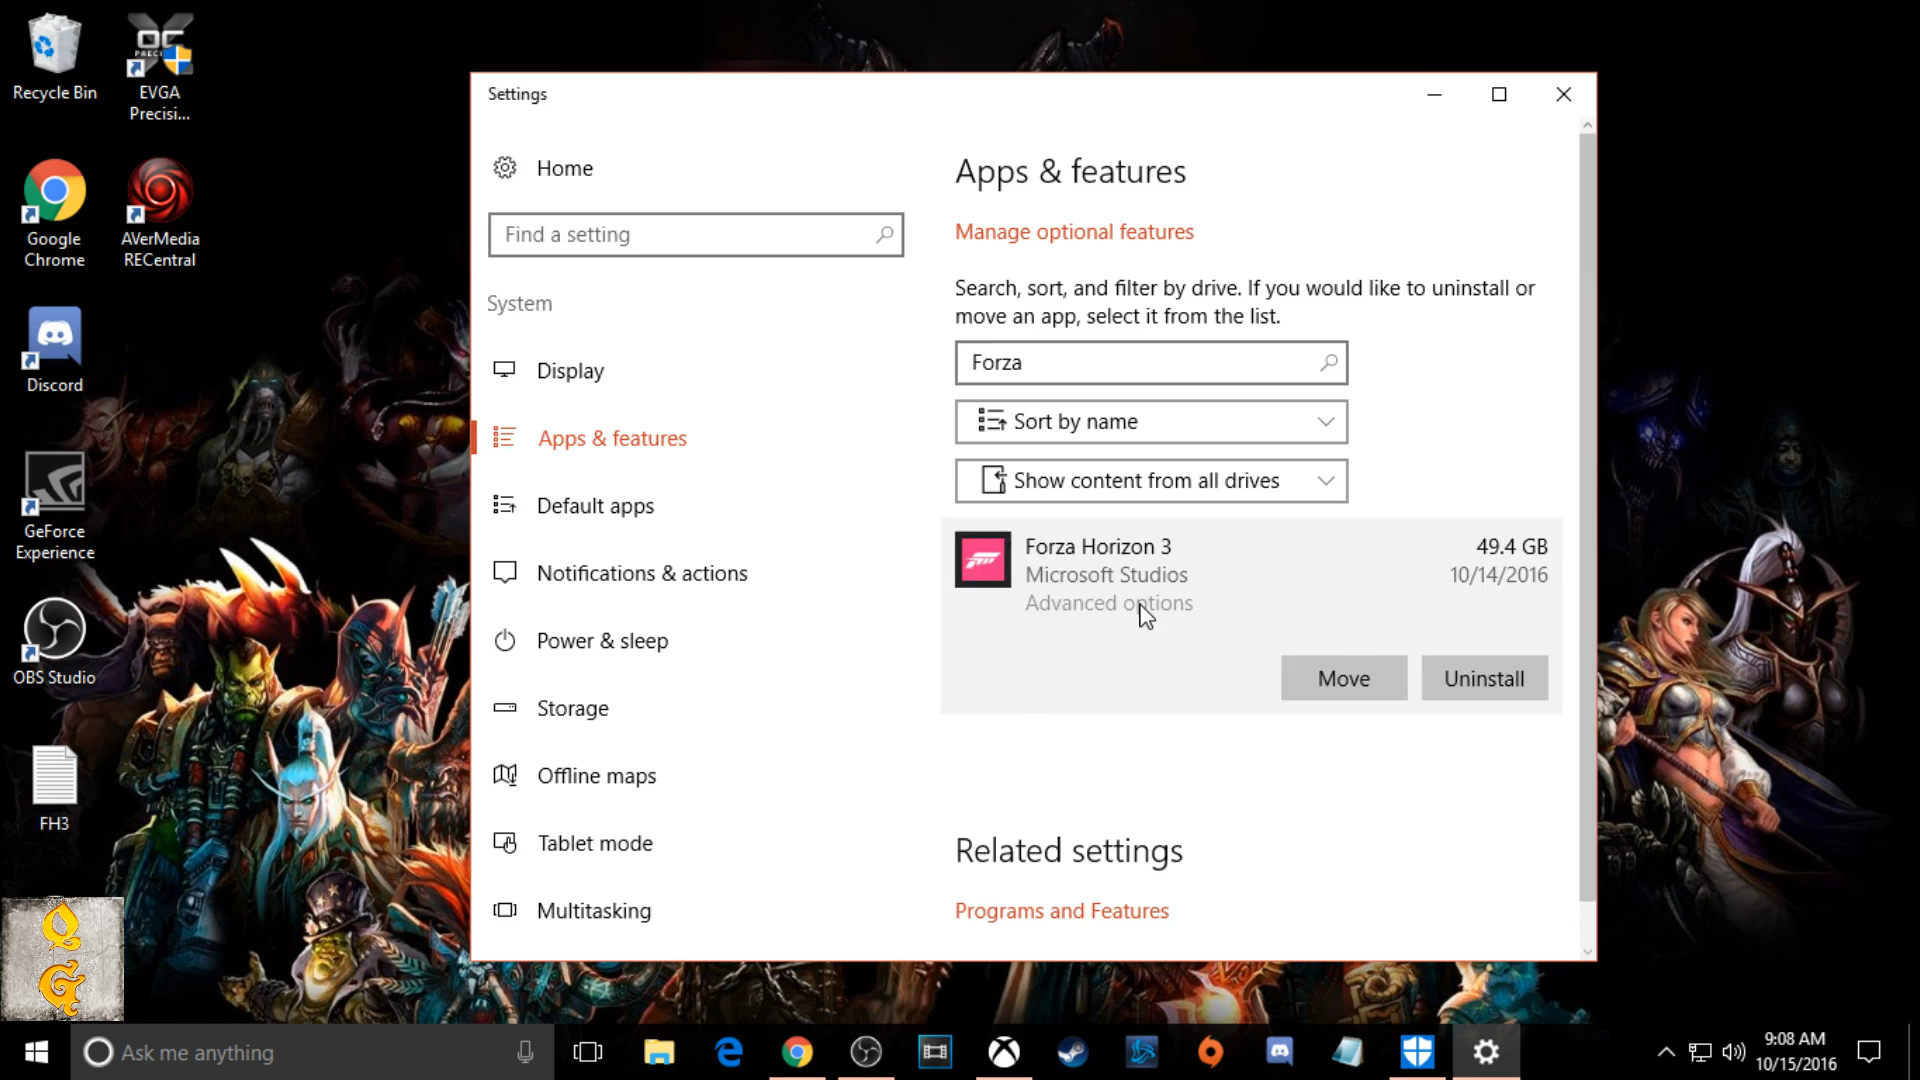 Recycle Bin
EVGA
Precisi...
OC
PRECI
Google
Chrome
AVerMedia
RECentral
Discord
GeForce
Experience
OBS Studio
FH3
QG
Settings
Home
Find a setting
System
Display
Apps & features
Default apps
Notifications & actions
Power & sleep
Storage
Offline maps
Tablet mode
Multitasking
Apps & features
Manage optional features
Search, sort, and filter by drive. If you would like to uninstall or
move an app, select it from the list.
Forza
Sort by name
Show content from all drives
Forza Horizon 3
49.4 GB
Microsoft Studios
10/14/2016
Advanced options
Move
Uninstall
Related settings
Programs and Features
Ask me anything
9:08 AM
10/15/2016